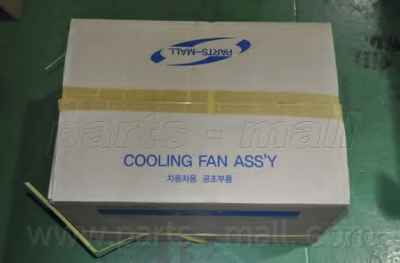 PARTS-MALL
parts - mall
COOLING FAN ASS'Y
자동차용 공조부품
www.parts-mall.com